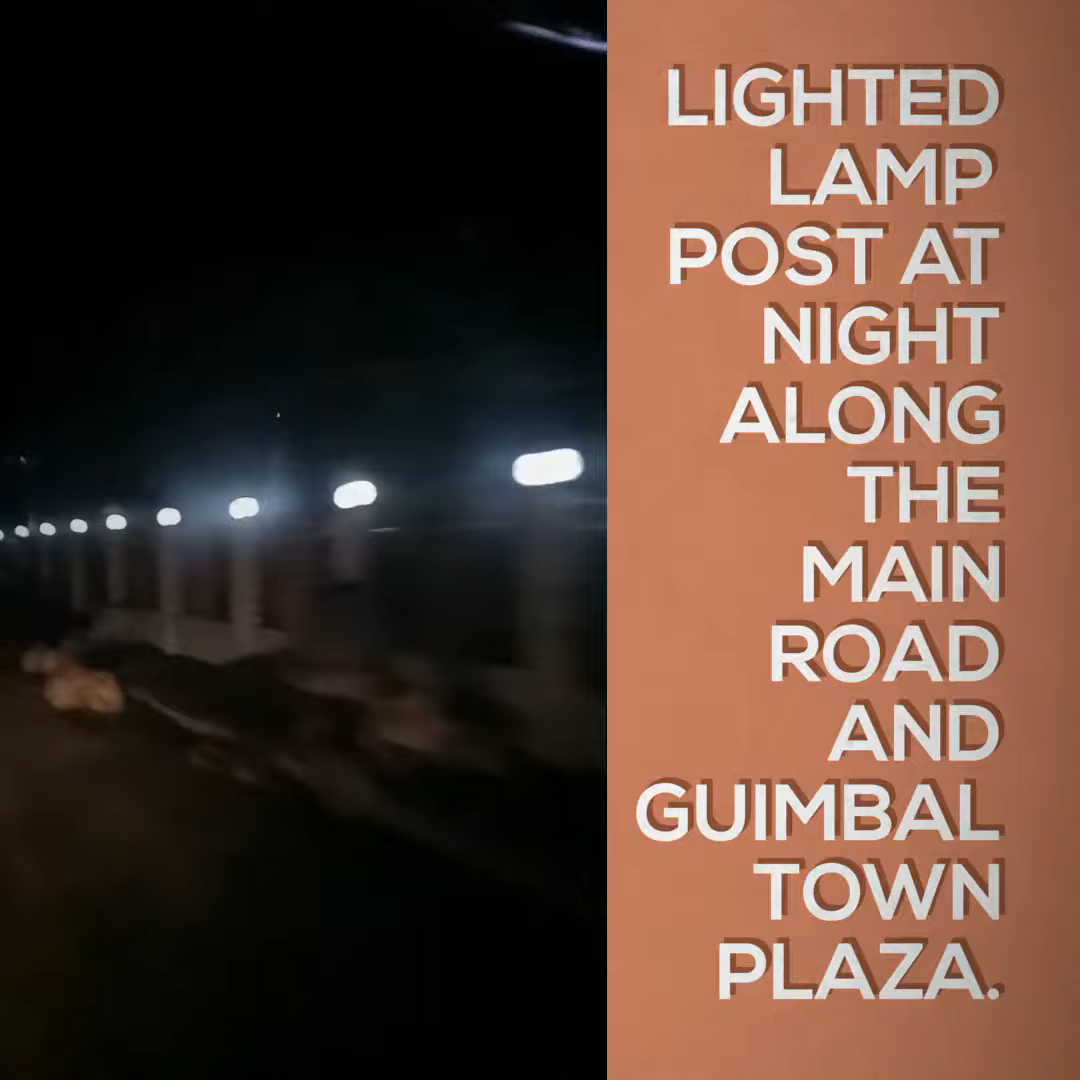 LIGHTED
LAMP
POST AT
NIGHT
ALONG
THE
MAIN
ROAD
AND
GUIMBAL
TOWN
PLAZA.